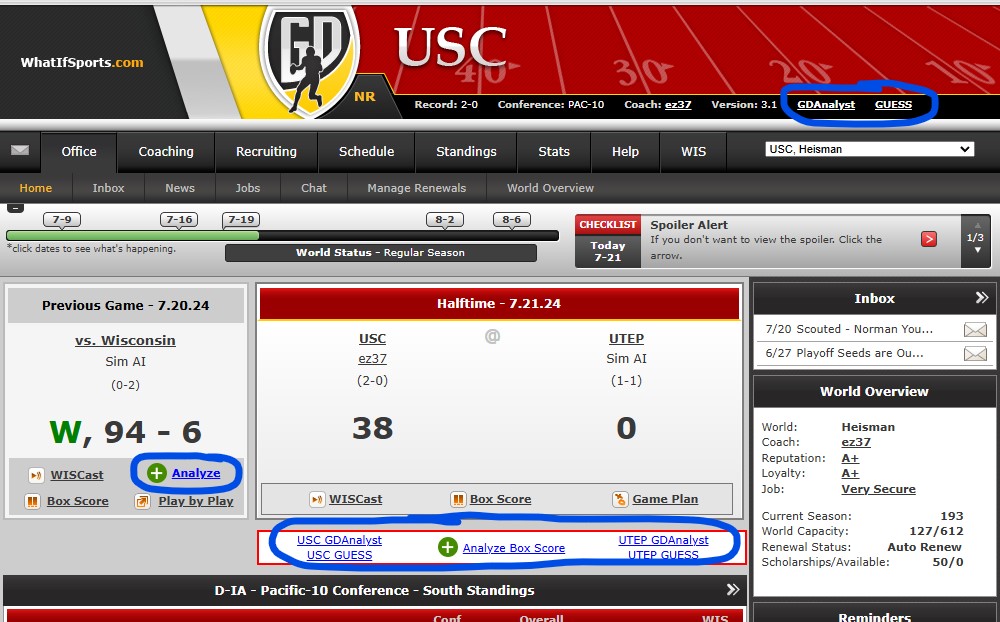 WhatIfSports.com
GD
USC
40 30 20 10
NR
Record: 2-0 Conference: PAC-10 Coach: ez37 Version: 3.1 GDAnalyst GUESS
Office Coaching Recruiting Schedule Standings Stats Help WIS USC, Heisman
Home Inbox News Jobs Chat Manage Renewals World Overview
7-9 7-16 7-19 8-2 8-6
*click dates to see what's happening.
World Status - Regular Season
CHECKLIST
Today
7-21
Spoiler Alert
If you don't want to view the spoiler. Click the
arrow.
1/3
Previous Game - 7.20.24
vs. Wisconsin
Sim AI
(0-2)
W, 94 - 6
WISCast Analyze
Box Score Play by Play
Halftime - 7.21.24
USC @ UTEP
ez37 Sim AI
(2-0) (1-1)
38 0
WISCast Box Score Game Plan
USC GDAnalyst Analyze Box Score UTEP GDAnalyst
USC GUESS UTEP GUESS
D-IA - Pacific-10 Conference - South Standings
Conf Overall WIS
Inbox
7/20 Scouted - Norman You...
6/27 Playoff Seeds are Ou...
World Overview
World: Heisman
Coach: ez37
Reputation: A+
Loyalty: A+
Job: Very Secure
Current Season: 193
World Capacity: 127/612
Renewal Status: Auto Renew
Scholarships/Available: 50/0
Reminders